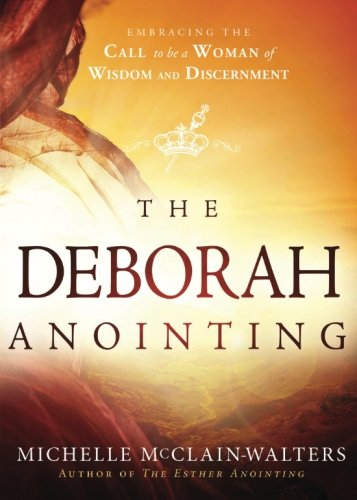 EMBRACING THE
CALL to be a WOMAN of
WISDOM AND DISCERNMENT
THE
DEBORAH
ANOINTING
MICHELLE McCLAIN-WALTERS
AUTHOR OF THE ESTHER ANOINTING